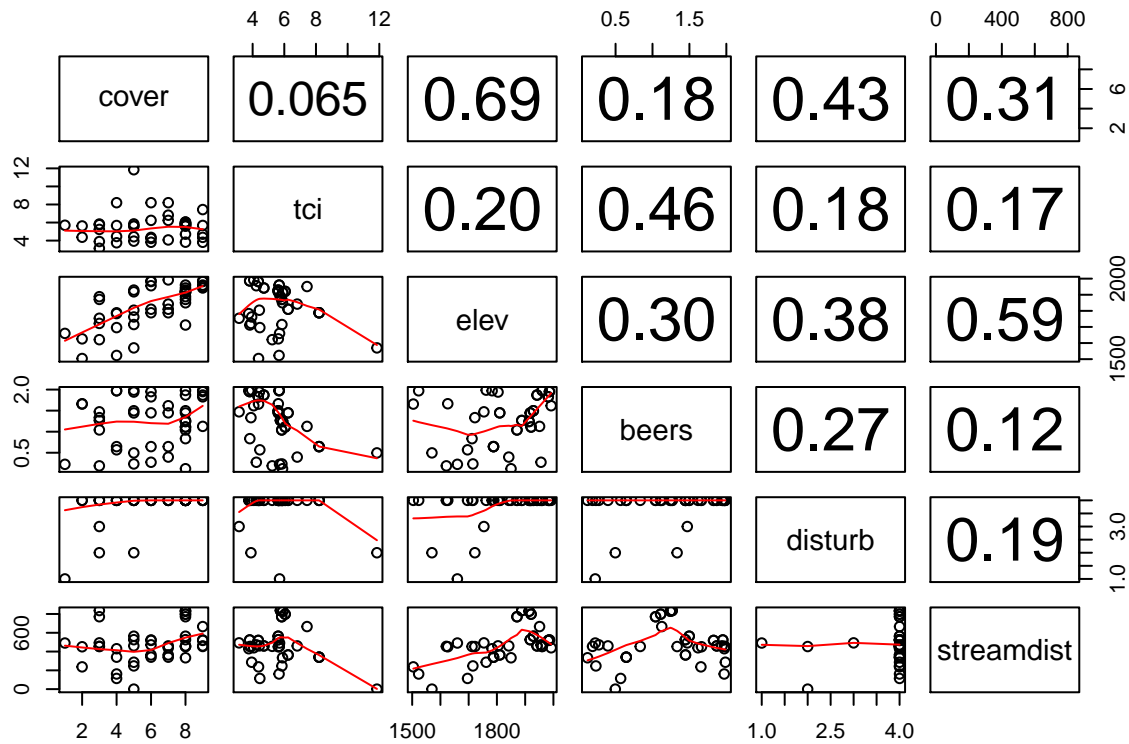 4 6 8 12
0.5 1.5
0 400 800
cover 0.065 0.69 0.18 0.43 0.31
2 6
4 8 12
tci 0.20 0.46 0.18 0.17
elev 0.30 0.38 0.59
1500 2000
0.5 2.0
beers 0.27 0.12
disturb 0.19
1.0 3.0
0 600
streamdist
2 4 6 8
1500 1800
1.0 2.5 4.0